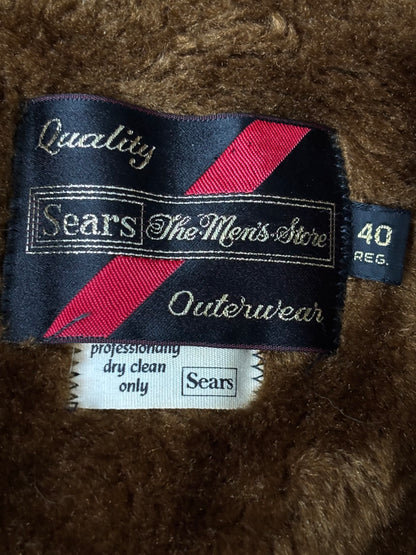 Quality
Sears The Men's Store
Outerwear
40
REG.
professionally
dry clean
only
Sears